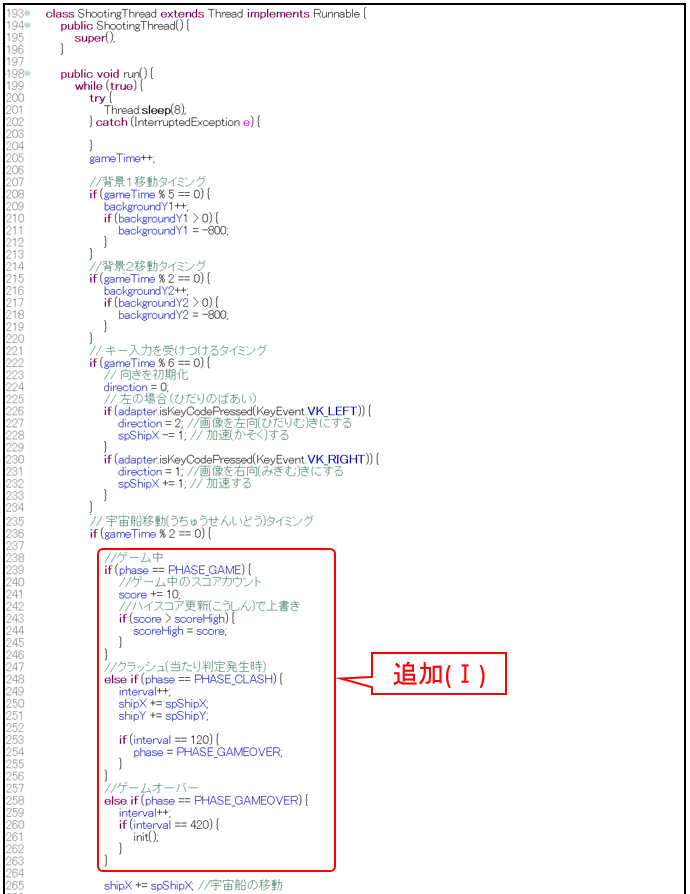 193 class ShootingThread extends Thread implements Runnable {
194 public ShootingThread() {
195 super();
196 }
197
198 public void run() {
199 while (true) {
200 try {
201 Thread.sleep(8);
202 } catch (InterruptedException e) {
203
204 }
205 gameTime++;
206
207 //背景1移動タイミング
208 if (gameTime % 5 == 0) {
209 backgroundY1++;
210 if (backgroundY1 > 0) {
211 backgroundY1 = -800;
212 }
213 }
214 //背景2移動タイミング
215 if (gameTime % 2 == 0) {
216 backgroundY2++;
217 if (backgroundY2 > 0) {
218 backgroundY2 = -800;
219 }
220 }
221 // キー入力を受けつけるタイミング
222 if (gameTime % 6 == 0) {
223 // 向きを初期化
224 direction = 0;
225 // 左の場合(ひだりのばあい)
226 if (adapter.isKeyCodePressed(KeyEvent.VK_LEFT)) {
227 direction = 2; //画像を左向(ひだりむ)きにする
228 spShipX -= 1; // 加速(かそく)する
229 }
230 if (adapter.isKeyCodePressed(KeyEvent.VK_RIGHT)) {
231 direction = 1; //画像を右向(みぎむ)きにする
232 spShipX += 1; // 加速する
233 }
234 }
235 // 宇宙船移動(うちゅうせんいどう)タイミング
236 if (gameTime % 2 == 0) {
237
238 //ゲーム中
239 if (phase == PHASE_GAME) {
240 //ゲーム中のスコアカウント
241 score += 10;
242 //ハイスコア更新(こうしん)で上書き
243 if (score > scoreHigh) {
244 scoreHigh = score;
245 }
246 }
247 //クラッシュ(当たり判定発生時)
248 else if (phase == PHASE_CLASH) {
249 interval++;
250 shipX += spShipX;
251 shipY += spShipY;
252
253 if (interval == 120) {
254 phase = PHASE_GAMEOVER;
255 }
256 }
257 //ゲームオーバー
258 else if (phase == PHASE_GAMEOVER) {
259 interval++;
260 if (interval == 420) {
261 init();
262 }
263 }
264
265 shipX += spShipX; //宇宙船の移動
追加(Ⅰ)